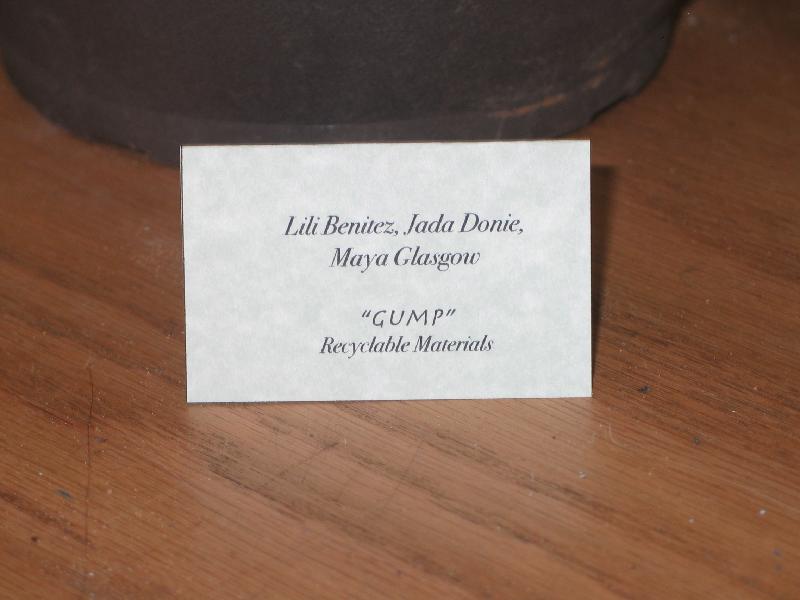 Lili Benitez, Jada Donie,
Maya Glasgow
“GUMP”
Recyclable Materials